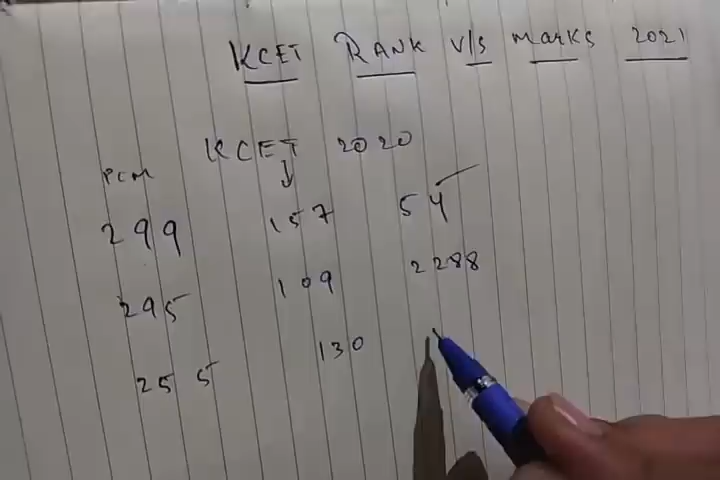 KCET RANK V/S MARKS 2021
KCET 2020
PCM
299 157 54
295 109 2288
255 130